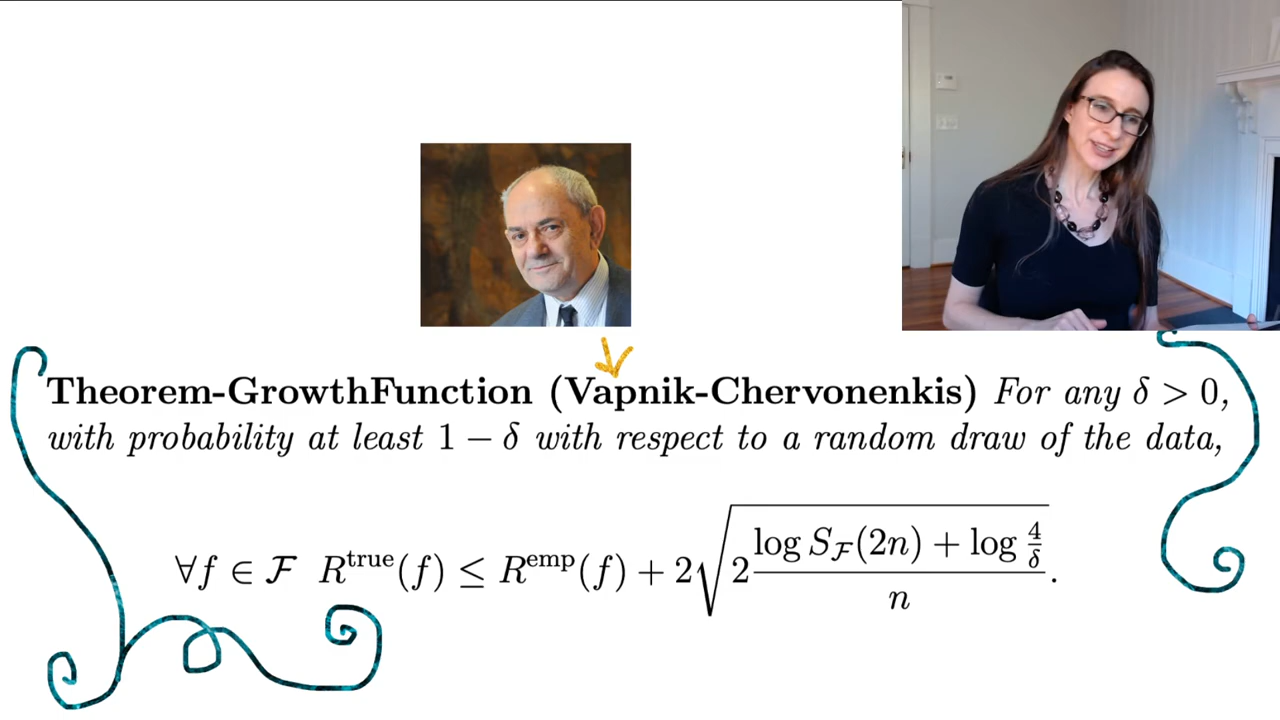 Theorem-GrowthFunction (Vapnik-Chervonenkis) For any δ > 0,
with probability at least 1 − δ with respect to a random draw of the data,
∀f ∈ ℱ R^true(f) ≤ R^emp(f) + 2√(2 (log S_ℱ(2n) + log 4/δ) / n).